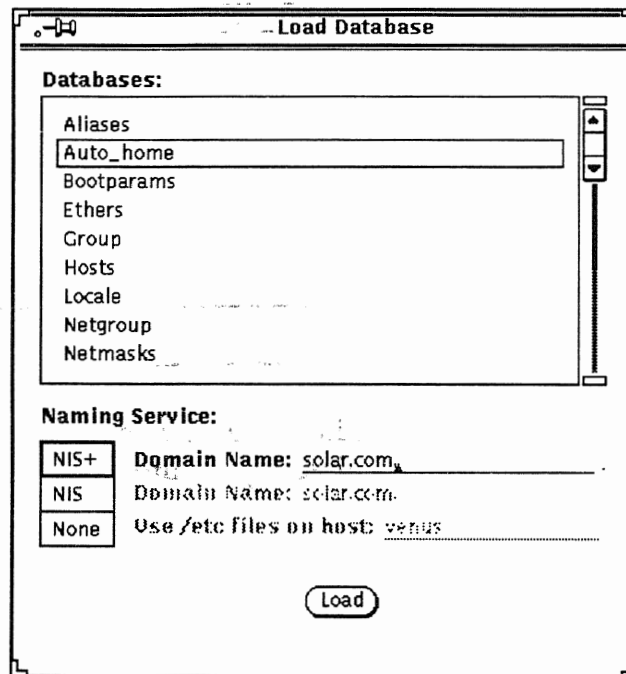 Load Database
Databases:
Aliases
Auto_home
Bootparams
Ethers
Group
Hosts
Locale
Netgroup
Netmasks
Naming Service:
NIS+ Domain Name: solar.com.
NIS Domain Name: solar.com.
None Use /etc files on host: venus
Load